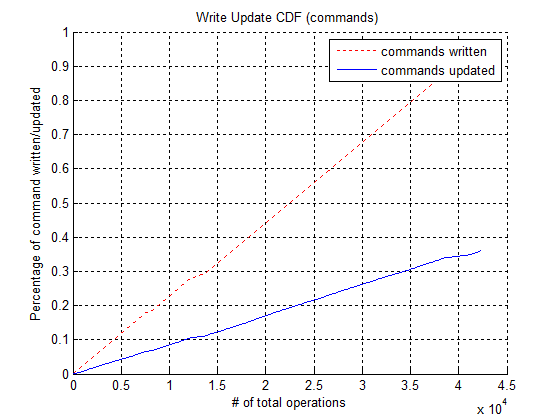 Write Update CDF (commands)
commands written
commands updated
Percentage of command written/updated
1
0.9
0.8
0.7
0.6
0.5
0.4
0.3
0.2
0.1
0
0 0.5 1 1.5 2 2.5 3 3.5 4 4.5
# of total operations
x 10^4